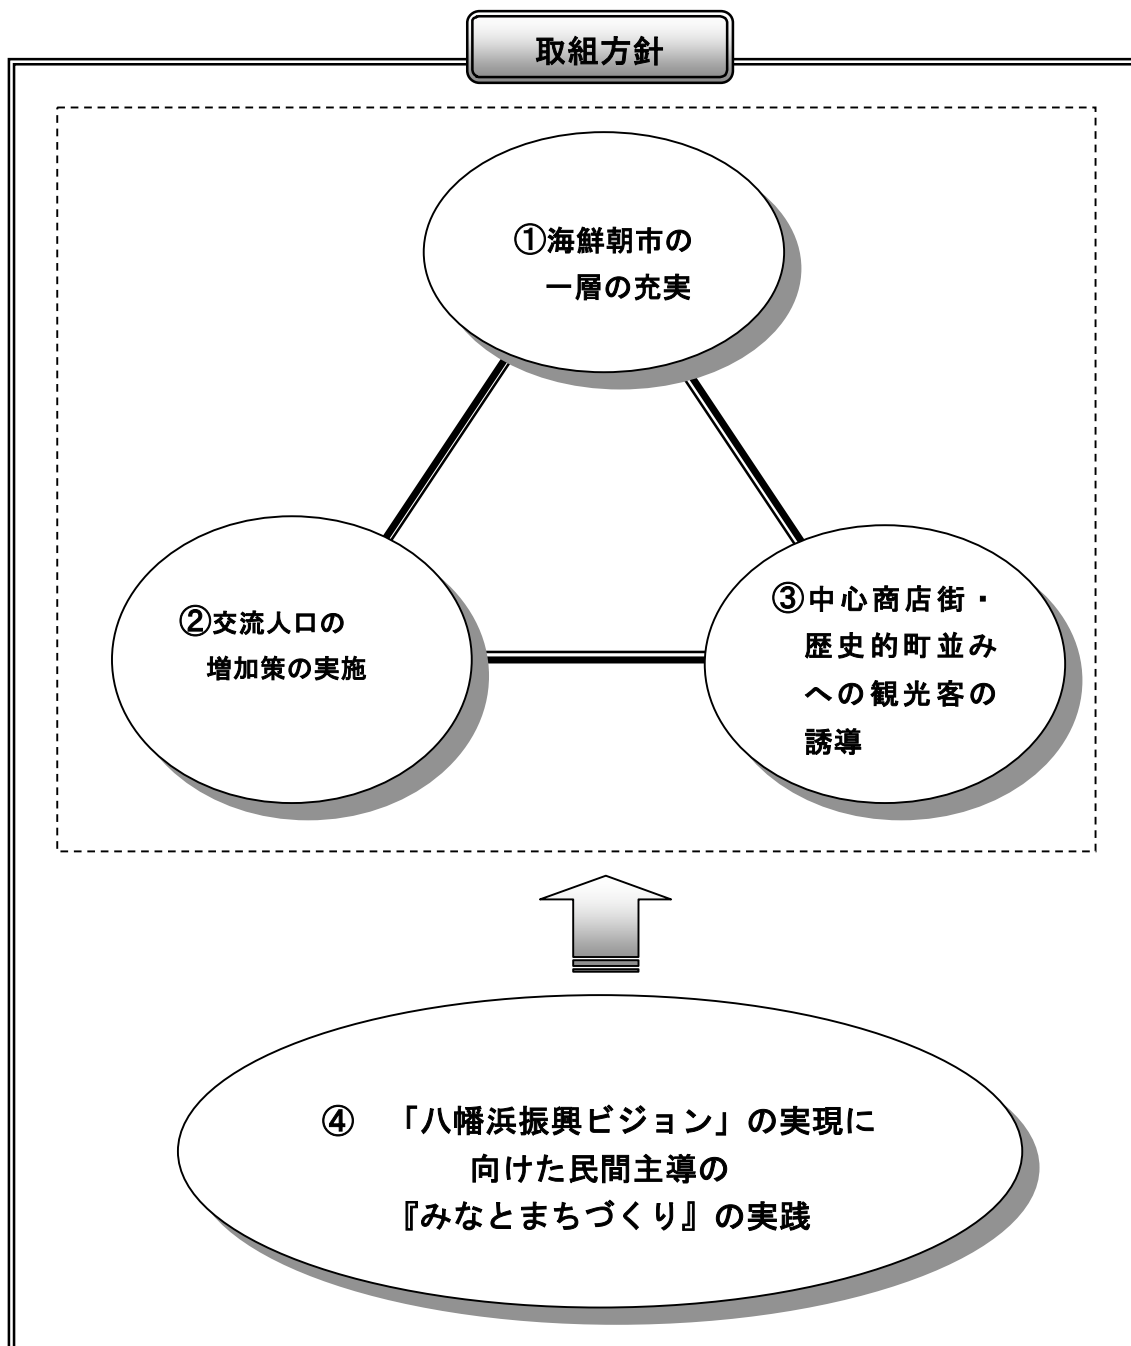 取組方針
①海鮮朝市の
一層の充実
②交流人口の
増加策の実施
③中心商店街・
歴史的町並み
への観光客の
誘導
④　「八幡浜振興ビジョン」の実現に
向けた民間主導の
『みなとまちづくり』の実践